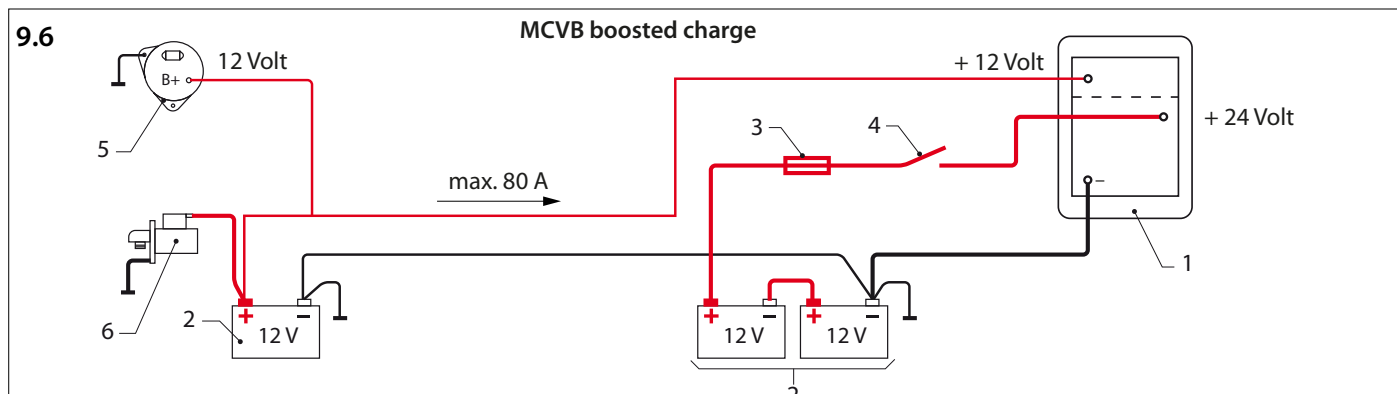 9.6
MCVB boosted charge
12 Volt
B+
5
+ 12 Volt
3
4
+ 24 Volt
max. 80 A
–
1
6
2
+
–
12 V
+
–
12 V
+
–
12 V